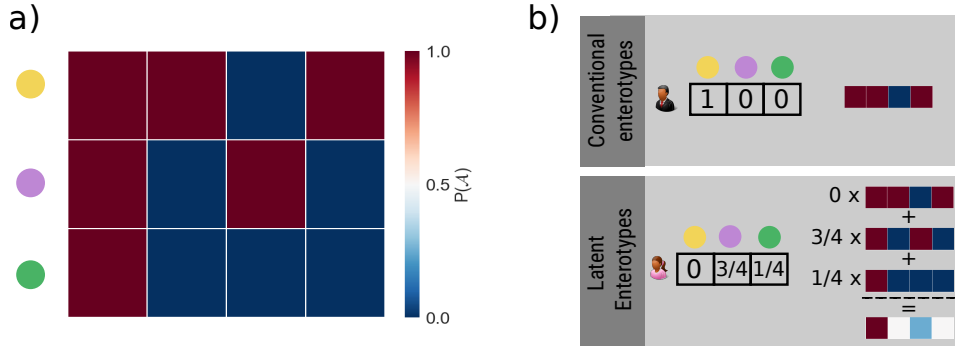 a)
1.0
0.5
0.0
P(𝒜)
b)
Conventional
enterotypes
1 0 0
Latent
Enterotypes
0 3/4 1/4
0 x
+
3/4 x
+
1/4 x
=